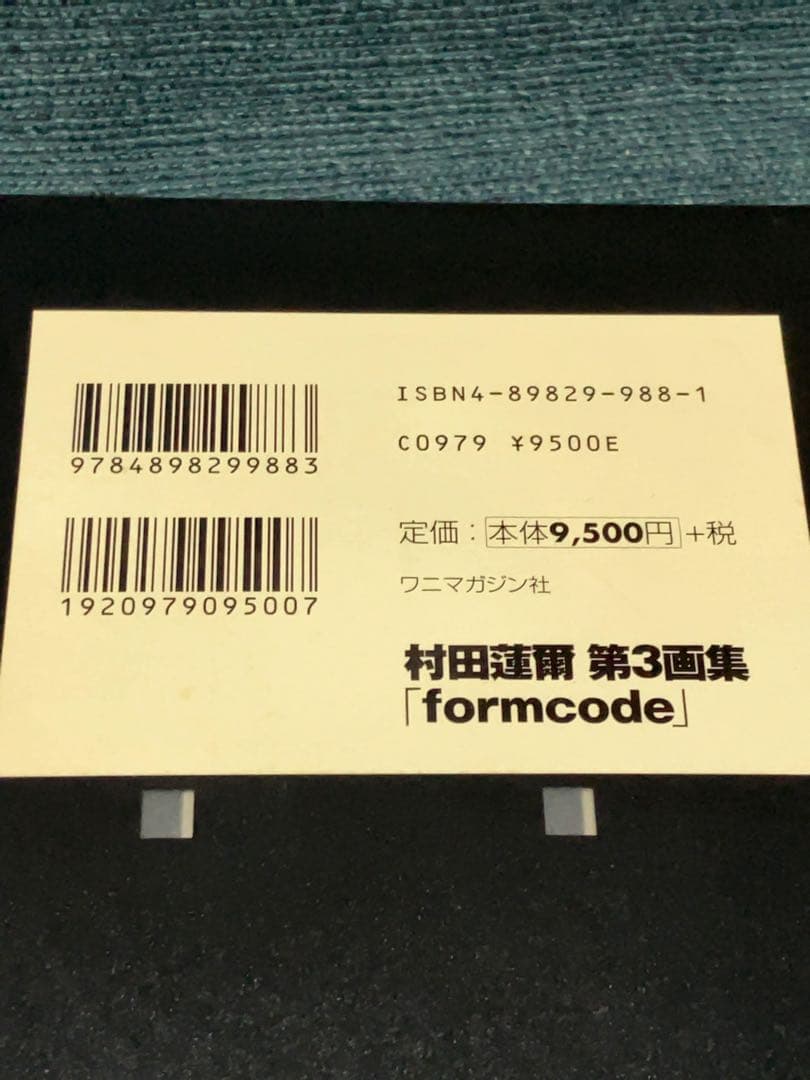 9784898299883
1920979095007
ISBN4-89829-988-1
C0979 ¥9500E
定価：本体9,500円+税
ワニマガジン社
村田蓮爾 第3画集
「formcode」